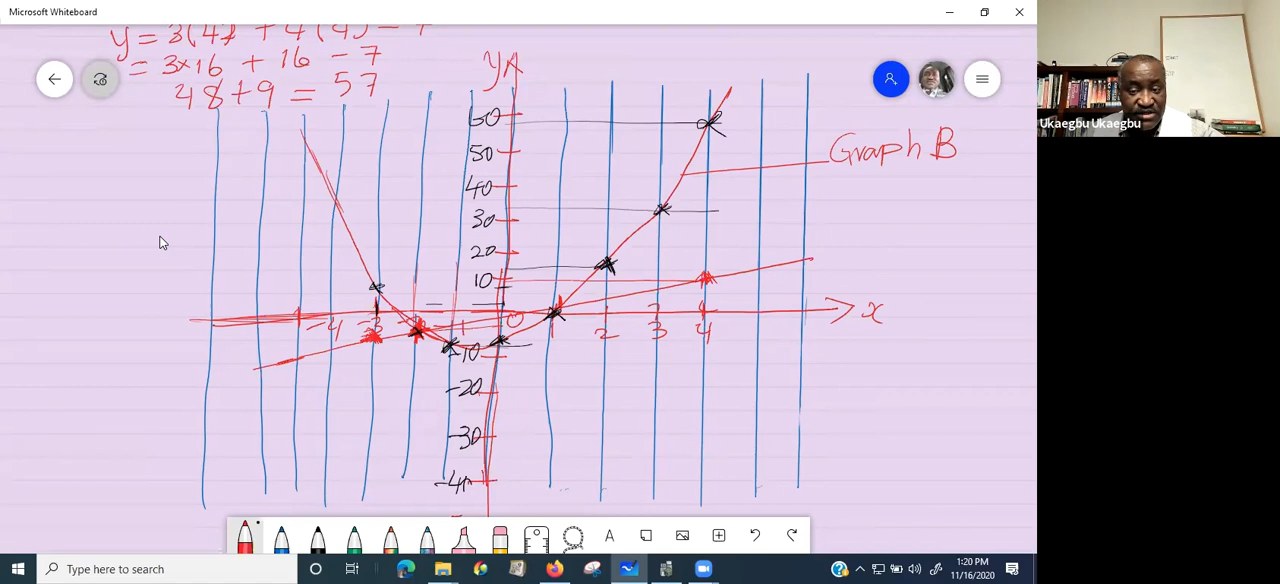 Microsoft Whiteboard
y = 3(4) + 4(4) - 7
= 3x16 + 16 - 7
48 + 9 = 57
y
60
50
40
30
20
10
Graph B
Ukaegbu Ukaegbu
-4 -3 -2 -1 0 1 2 3 4 x
-10
-20
-30
-40
A
Type here to search
1:20 PM
11/16/2020